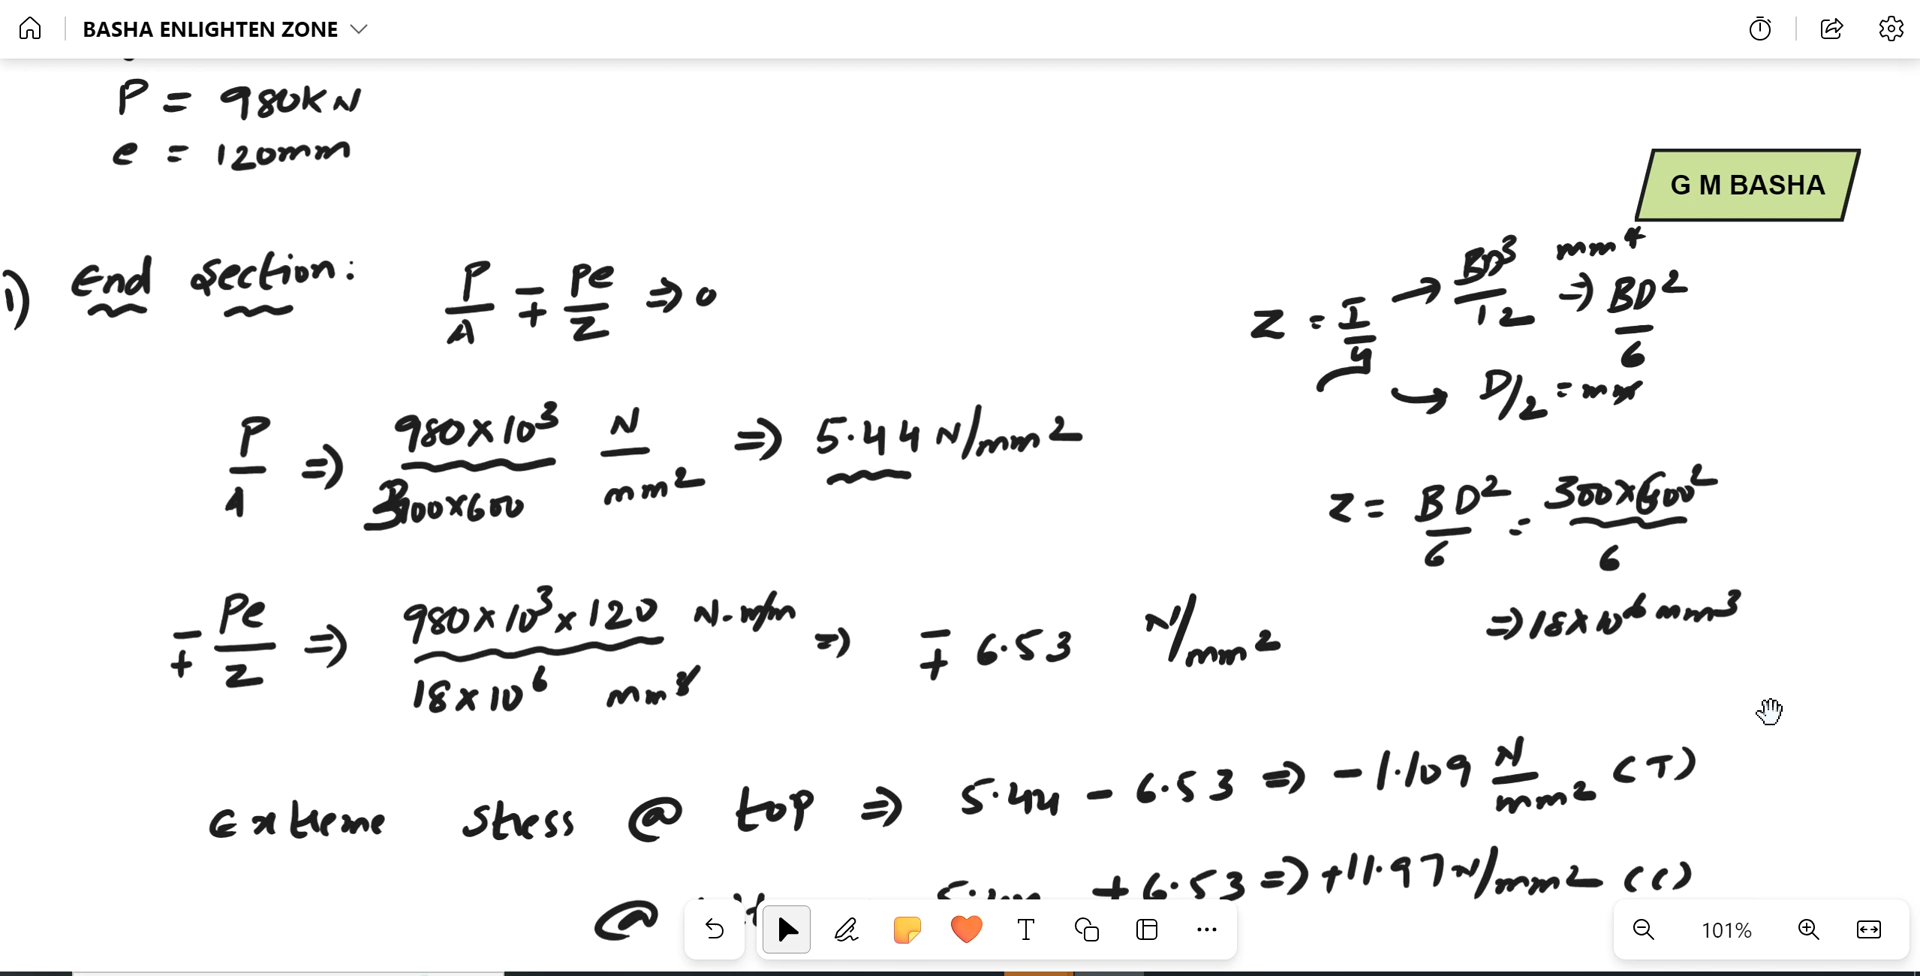 BASHA ENLIGHTEN ZONE
P = 980KN
e = 120mm
G M BASHA
1) End Section: P/A ∓ Pe/Z ⇒ 0
Z = I/y → BD³/12 mm⁴ ⇒ BD²/6
→ D/2 = mm
P/A ⇒ 980×10³/300×600 N/mm² ⇒ 5.44 N/mm²
Z = BD²/6 = 300×600²/6
⇒ 18×10⁶ mm³
∓ Pe/Z ⇒ 980×10³×120/18×10⁶ N-mm/mm³ ⇒ ∓ 6.53 N/mm²
Extreme stress @ top ⇒ 5.44 - 6.53 ⇒ -1.109 N/mm² (T)
@ + 6.53 ⇒ +11.97 N/mm² (C)
101%